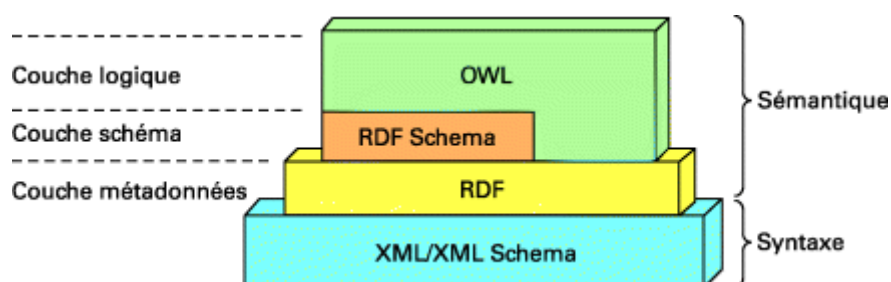 Couche logique
OWL
Sémantique
Couche schéma
RDF Schema
Couche métadonnées
RDF
XML/XML Schema
Syntaxe